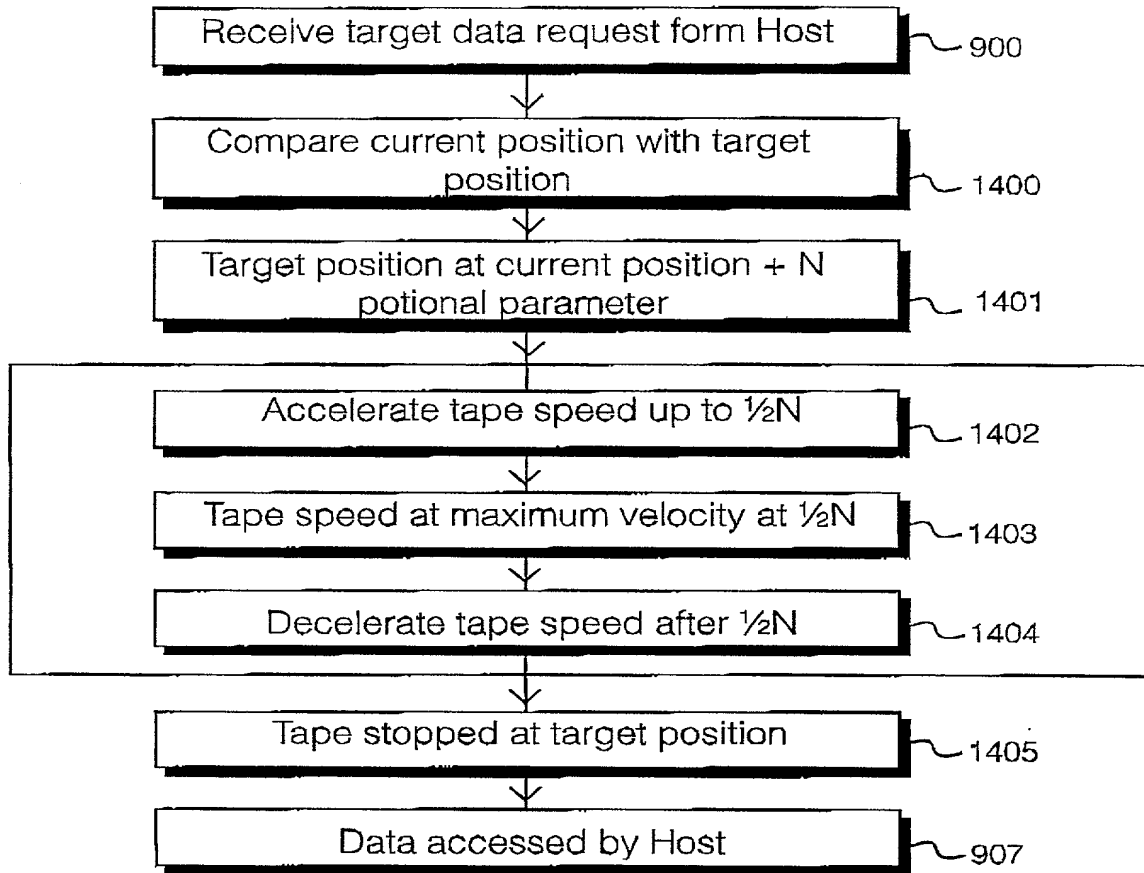 Receive target data request form Host
900
Compare current position with target
position
1400
Target position at current position + N
potional parameter
1401
Accelerate tape speed up to ½N
1402
Tape speed at maximum velocity at ½N
1403
Decelerate tape speed after ½N
1404
Tape stopped at target position
1405
Data accessed by Host
907